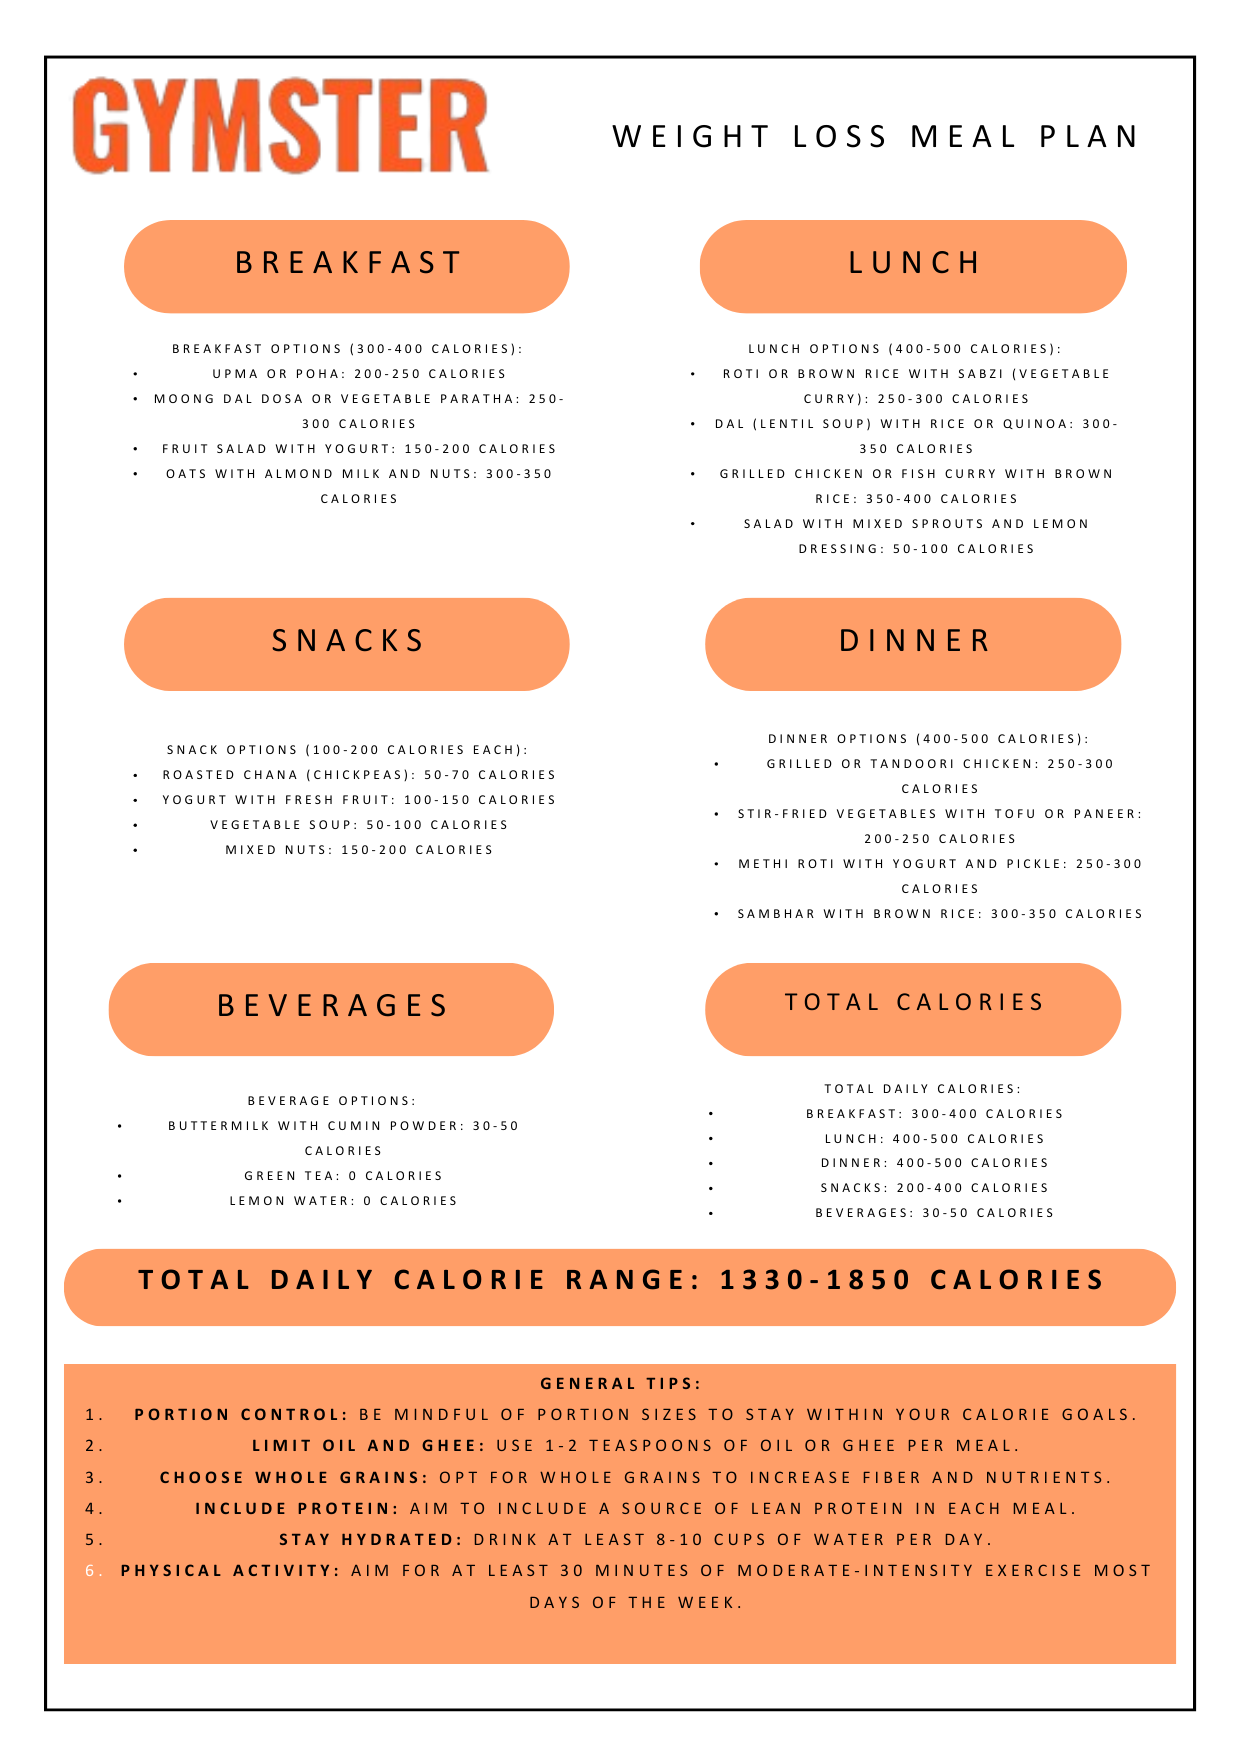 GYMSTER
WEIGHT LOSS MEAL PLAN
BREAKFAST
BREAKFAST OPTIONS (300-400 CALORIES):
• UPMA OR POHA: 200-250 CALORIES
• MOONG DAL DOSA OR VEGETABLE PARATHA: 250-
300 CALORIES
• FRUIT SALAD WITH YOGURT: 150-200 CALORIES
• OATS WITH ALMOND MILK AND NUTS: 300-350
CALORIES
LUNCH
LUNCH OPTIONS (400-500 CALORIES):
• ROTI OR BROWN RICE WITH SABZI (VEGETABLE
CURRY): 250-300 CALORIES
• DAL (LENTIL SOUP) WITH RICE OR QUINOA: 300-
350 CALORIES
• GRILLED CHICKEN OR FISH CURRY WITH BROWN
RICE: 350-400 CALORIES
• SALAD WITH MIXED SPROUTS AND LEMON
DRESSING: 50-100 CALORIES
SNACKS
SNACK OPTIONS (100-200 CALORIES EACH):
• ROASTED CHANA (CHICKPEAS): 50-70 CALORIES
• YOGURT WITH FRESH FRUIT: 100-150 CALORIES
• VEGETABLE SOUP: 50-100 CALORIES
• MIXED NUTS: 150-200 CALORIES
DINNER
DINNER OPTIONS (400-500 CALORIES):
• GRILLED OR TANDOORI CHICKEN: 250-300
CALORIES
• STIR-FRIED VEGETABLES WITH TOFU OR PANEER:
200-250 CALORIES
• METHI ROTI WITH YOGURT AND PICKLE: 250-300
CALORIES
• SAMBHAR WITH BROWN RICE: 300-350 CALORIES
BEVERAGES
BEVERAGE OPTIONS:
• BUTTERMILK WITH CUMIN POWDER: 30-50
CALORIES
• GREEN TEA: 0 CALORIES
• LEMON WATER: 0 CALORIES
TOTAL CALORIES
TOTAL DAILY CALORIES:
• BREAKFAST: 300-400 CALORIES
• LUNCH: 400-500 CALORIES
• DINNER: 400-500 CALORIES
• SNACKS: 200-400 CALORIES
• BEVERAGES: 30-50 CALORIES
TOTAL DAILY CALORIE RANGE: 1330-1850 CALORIES
GENERAL TIPS:
1. PORTION CONTROL: BE MINDFUL OF PORTION SIZES TO STAY WITHIN YOUR CALORIE GOALS.
2. LIMIT OIL AND GHEE: USE 1-2 TEASPOONS OF OIL OR GHEE PER MEAL.
3. CHOOSE WHOLE GRAINS: OPT FOR WHOLE GRAINS TO INCREASE FIBER AND NUTRIENTS.
4. INCLUDE PROTEIN: AIM TO INCLUDE A SOURCE OF LEAN PROTEIN IN EACH MEAL.
5. STAY HYDRATED: DRINK AT LEAST 8-10 CUPS OF WATER PER DAY.
6. PHYSICAL ACTIVITY: AIM FOR AT LEAST 30 MINUTES OF MODERATE-INTENSITY EXERCISE MOST
DAYS OF THE WEEK.